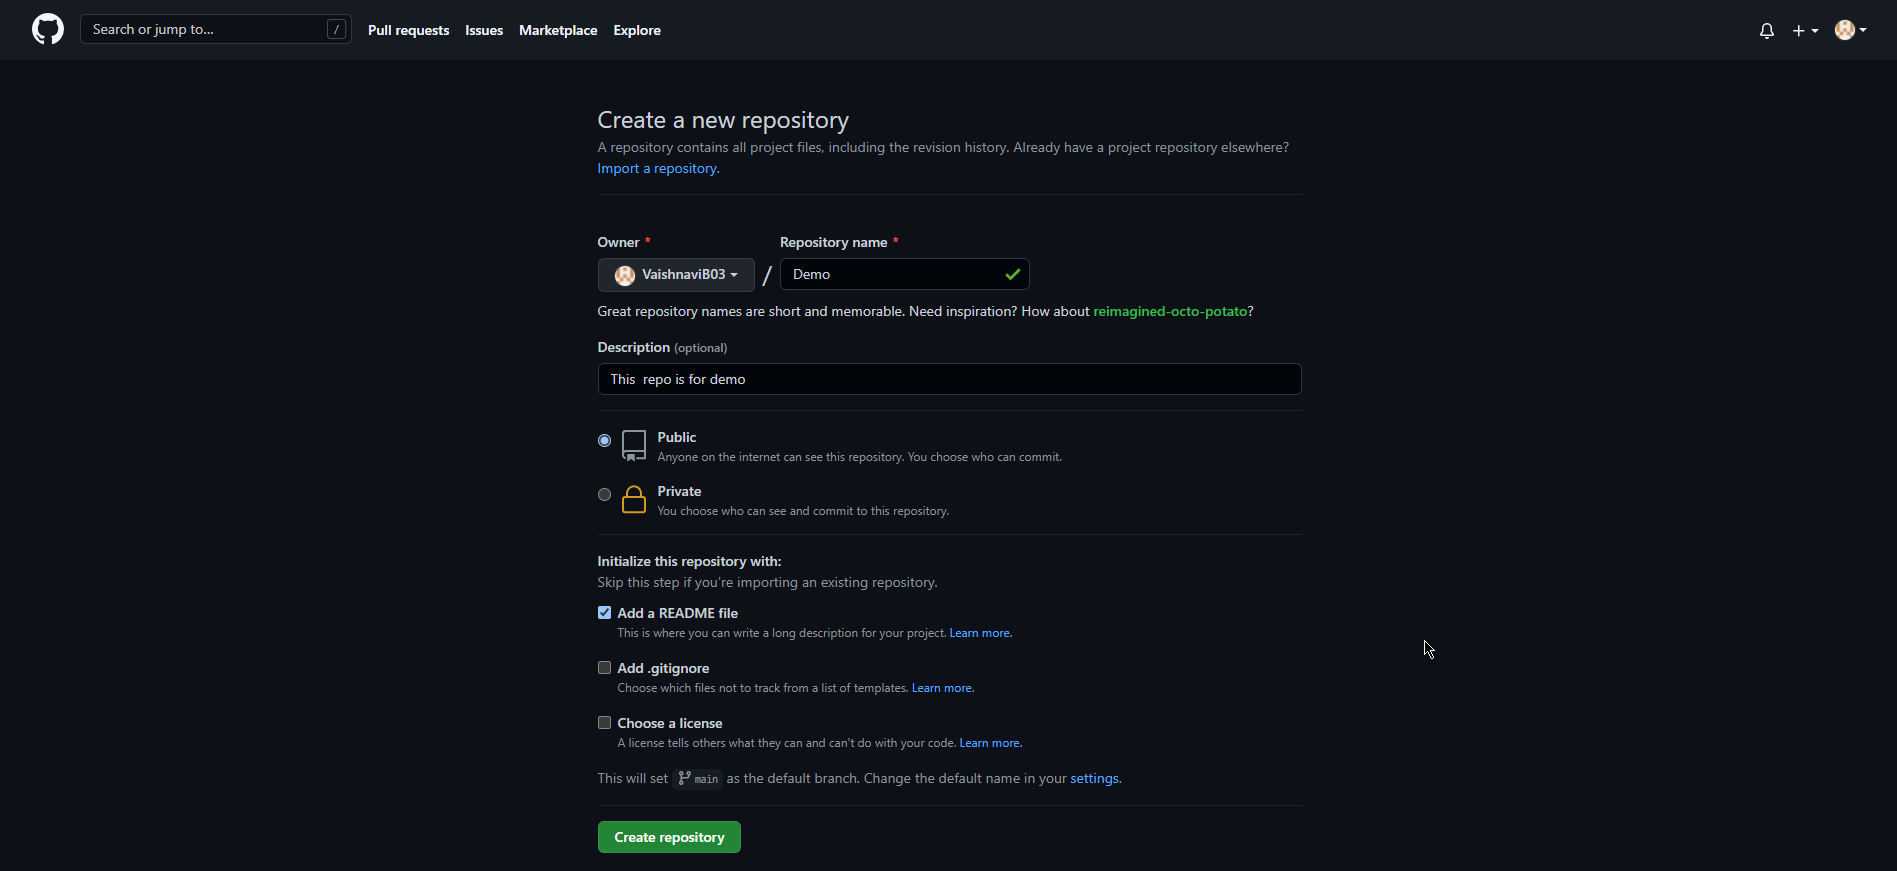 Search or jump to... /
Pull requests Issues Marketplace Explore
Create a new repository
A repository contains all project files, including the revision history. Already have a project repository elsewhere?
Import a repository.
Owner * Repository name *
VaishnaviB03 / Demo
Great repository names are short and memorable. Need inspiration? How about reimagined-octo-potato?
Description (optional)
This  repo is for demo
Public
Anyone on the internet can see this repository. You choose who can commit.
Private
You choose who can see and commit to this repository.
Initialize this repository with:
Skip this step if you’re importing an existing repository.
Add a README file
This is where you can write a long description for your project. Learn more.
Add .gitignore
Choose which files not to track from a list of templates. Learn more.
Choose a license
A license tells others what they can and can't do with your code. Learn more.
This will set main as the default branch. Change the default name in your settings.
Create repository